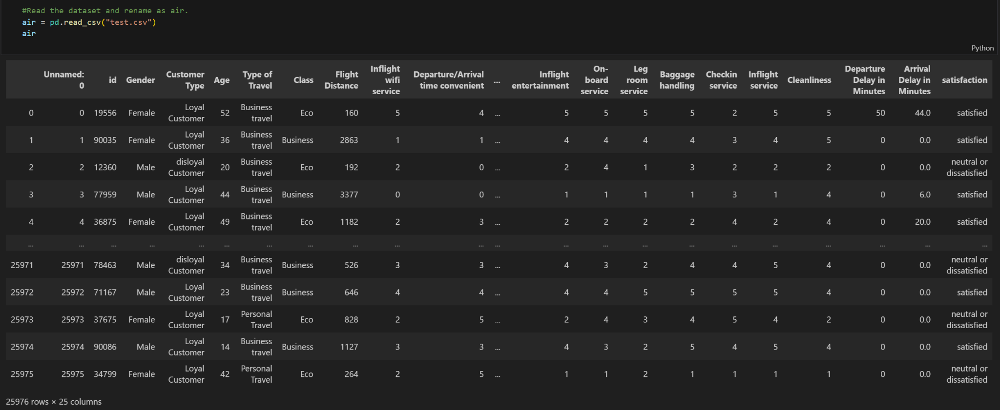 #Read the dataset and rename as air.
air = pd.read_csv("test.csv")
air
Python
Unnamed: 0 id Gender Customer Type Age Type of Travel Class Flight Distance Inflight wifi service Departure/Arrival time convenient ... Inflight entertainment On-board service Leg room service Baggage handling Checkin service Inflight service Cleanliness Departure Delay in Minutes Arrival Delay in Minutes satisfaction
0 0 19556 Female Loyal Customer 52 Business travel Eco 160 5 4 ... 5 5 5 5 2 5 5 50 44.0 satisfied
1 1 90035 Female Loyal Customer 36 Business travel Business 2863 1 1 ... 4 4 4 4 3 4 5 0 0.0 satisfied
2 2 12360 Male disloyal Customer 20 Business travel Eco 192 2 0 ... 2 4 1 3 2 2 2 0 0.0 neutral or dissatisfied
3 3 77959 Male Loyal Customer 44 Business travel Business 3377 0 0 ... 1 1 1 1 3 1 4 0 6.0 satisfied
4 4 36875 Female Loyal Customer 49 Business travel Eco 1182 2 3 ... 2 2 2 2 4 2 4 0 20.0 satisfied
... ... ... ... ... ... ... ... ... ... ... ... ... ... ... ... ... ... ... ... ... ...
25971 25971 78463 Male disloyal Customer 34 Business travel Business 526 3 3 ... 4 3 2 4 4 5 4 0 0.0 neutral or dissatisfied
25972 25972 71167 Male Loyal Customer 23 Business travel Business 646 4 4 ... 4 4 5 5 5 5 4 0 0.0 satisfied
25973 25973 37675 Female Loyal Customer 17 Personal Travel Eco 828 2 5 ... 2 4 3 4 5 4 2 0 0.0 neutral or dissatisfied
25974 25974 90086 Male Loyal Customer 14 Business travel Business 1127 3 3 ... 4 3 2 5 4 5 4 0 0.0 satisfied
25975 25975 34799 Female Loyal Customer 42 Personal Travel Eco 264 2 5 ... 1 1 2 1 1 1 1 0 0.0 neutral or dissatisfied
25976 rows × 25 columns